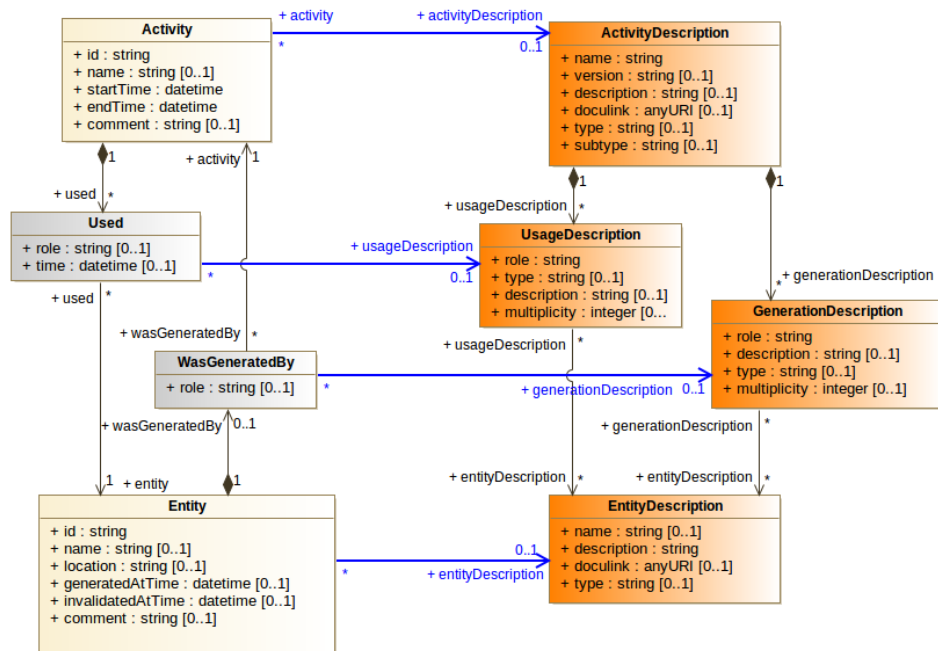 + activity
+ activityDescription
*
0..1
Activity
+ id : string
+ name : string [0..1]
+ startTime : datetime
+ endTime : datetime
+ comment : string [0..1]
ActivityDescription
+ name : string
+ version : string [0..1]
+ description : string [0..1]
+ doculink : anyURI [0..1]
+ type : string [0..1]
+ subtype : string [0..1]
1
+ activity
1
+ used
*
1
1
+ usageDescription
*
Used
+ role : string [0..1]
+ time : datetime [0..1]
+ usageDescription
*
0..1
UsageDescription
+ role : string
+ type : string [0..1]
+ description : string [0..1]
+ multiplicity : integer [0...
+ generationDescription
*
+ used
*
+ wasGeneratedBy
*
+ usageDescription
*
GenerationDescription
+ role : string
+ description : string [0..1]
+ type : string [0..1]
+ multiplicity : integer [0..1]
WasGeneratedBy
+ role : string [0..1]
*
+ generationDescription
0..1
+ wasGeneratedBy
0..1
+ generationDescription
*
1
+ entity
1
+ entityDescription
*
+ entityDescription
*
Entity
+ id : string
+ name : string [0..1]
+ location : string [0..1]
+ generatedAtTime : datetime [0..1]
+ invalidatedAtTime : datetime [0..1]
+ comment : string [0..1]
0..1
*
+ entityDescription
EntityDescription
+ name : string [0..1]
+ description : string
+ doculink : anyURI [0..1]
+ type : string [0..1]